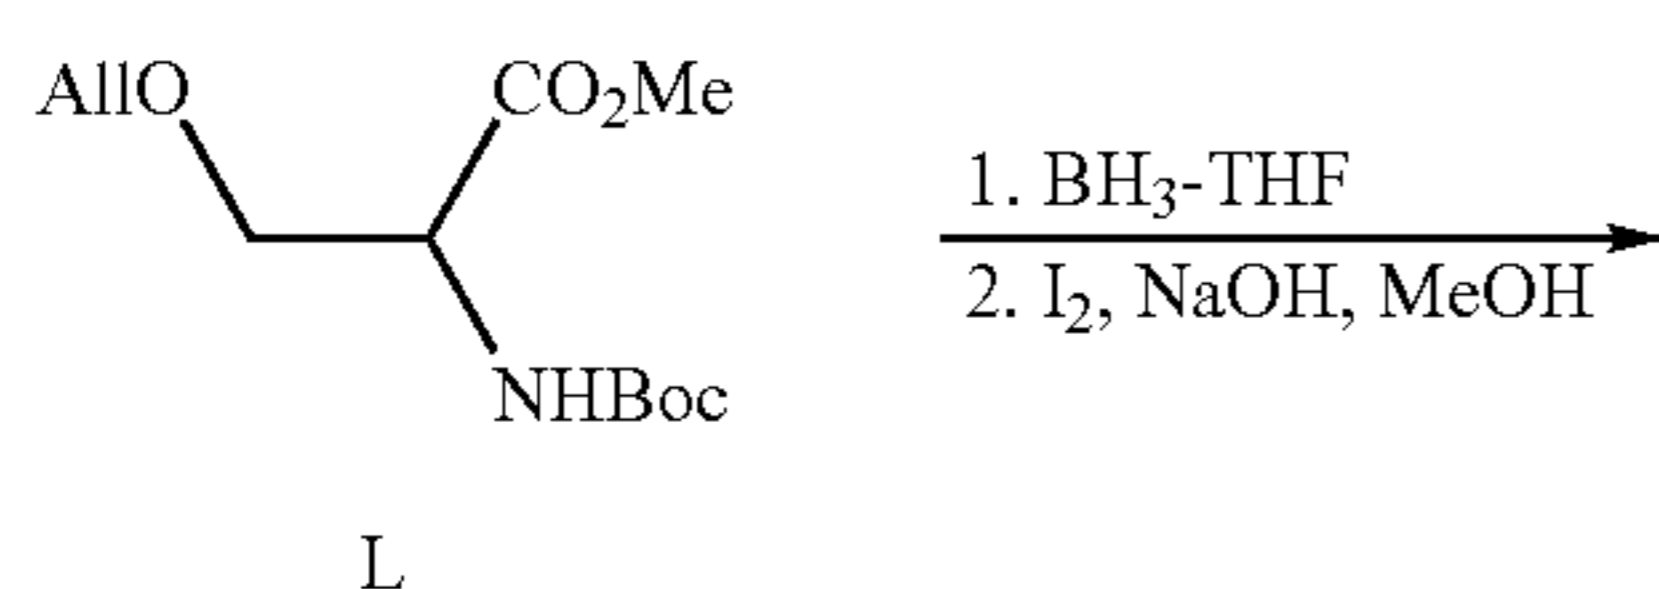 AllO
CO₂Me
NHBoc
L
1. BH₃-THF
2. I₂, NaOH, MeOH